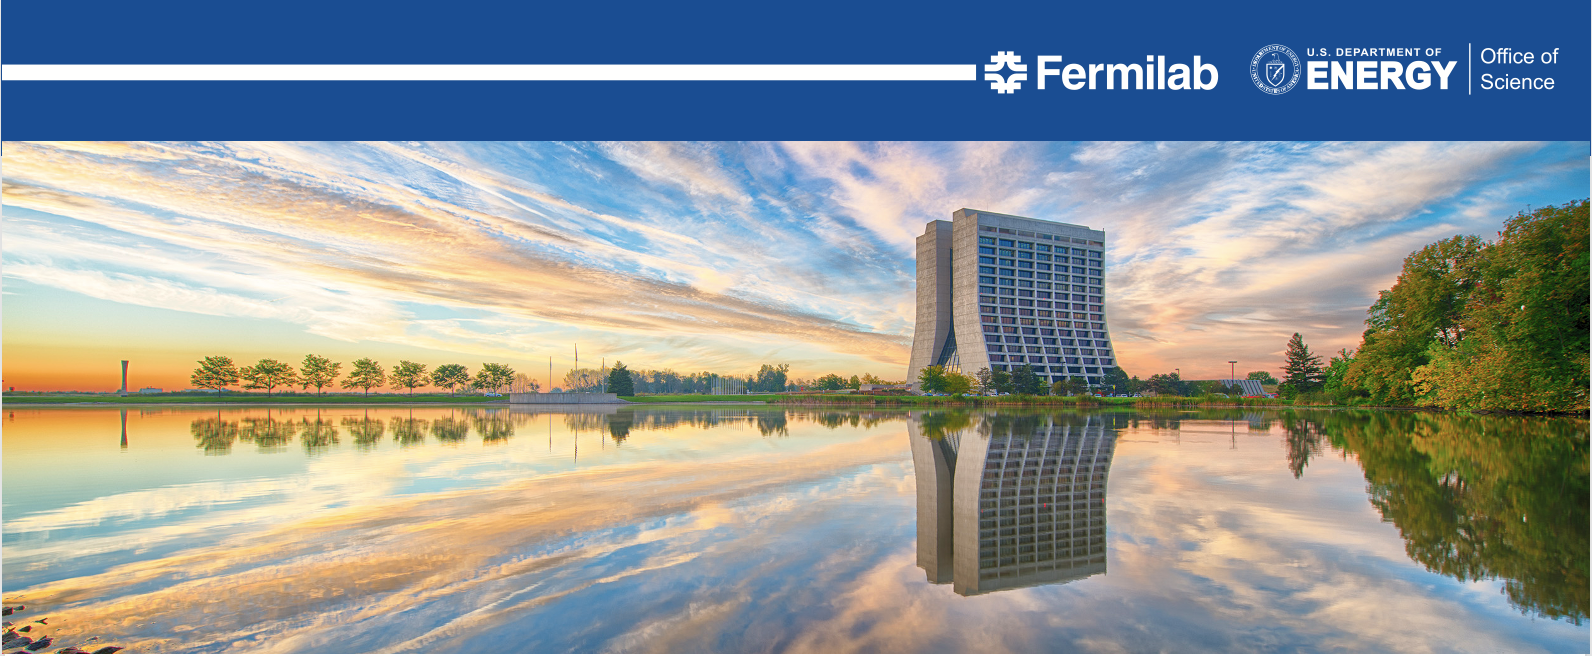 Fermilab
U.S. DEPARTMENT OF
ENERGY
Office of
Science